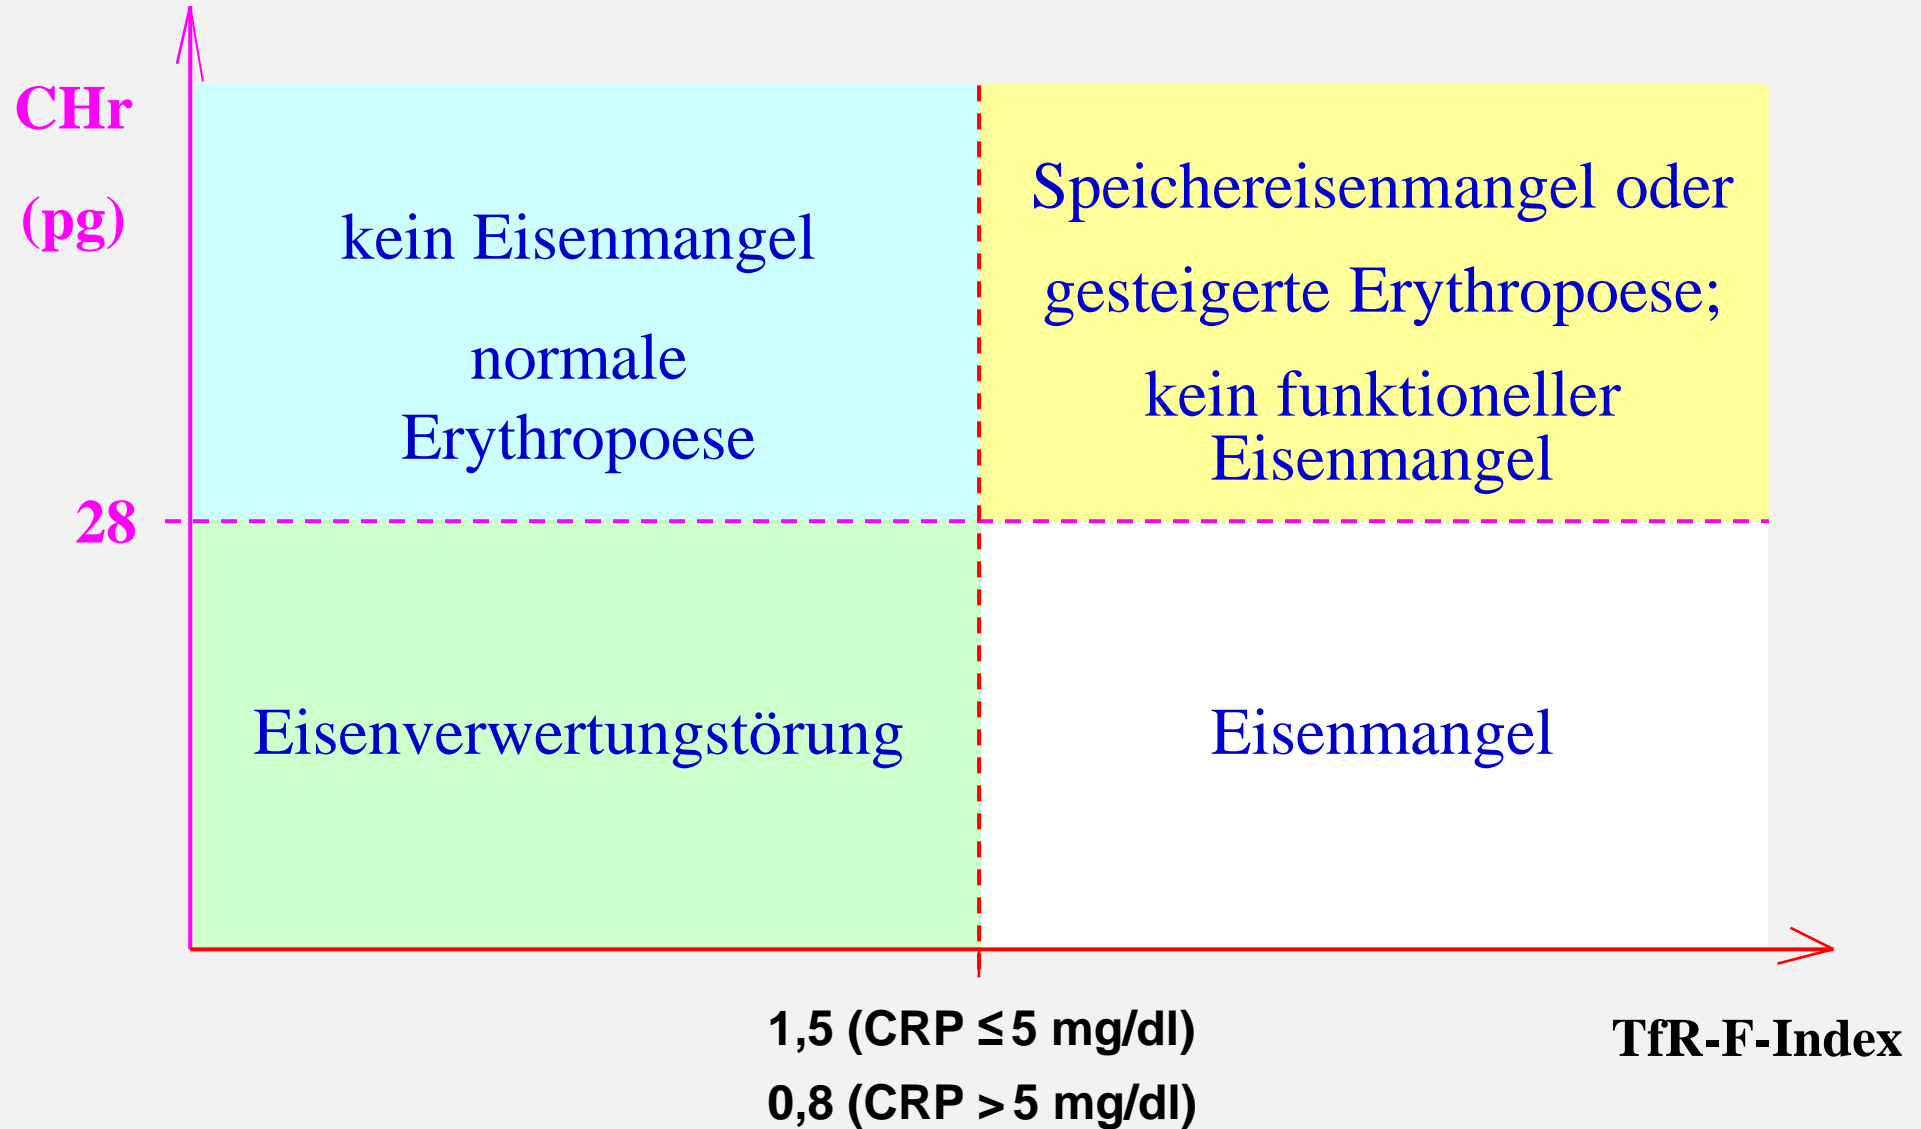 CHr
(pg)
kein Eisenmangel
normale
Erythropoese
Speichereisenmangel oder
gesteigerte Erythropoese;
kein funktioneller
Eisenmangel
28
Eisenverwertungstörung
Eisenmangel
1,5 (CRP ≤ 5 mg/dl)
0,8 (CRP > 5 mg/dl)
TfR-F-Index